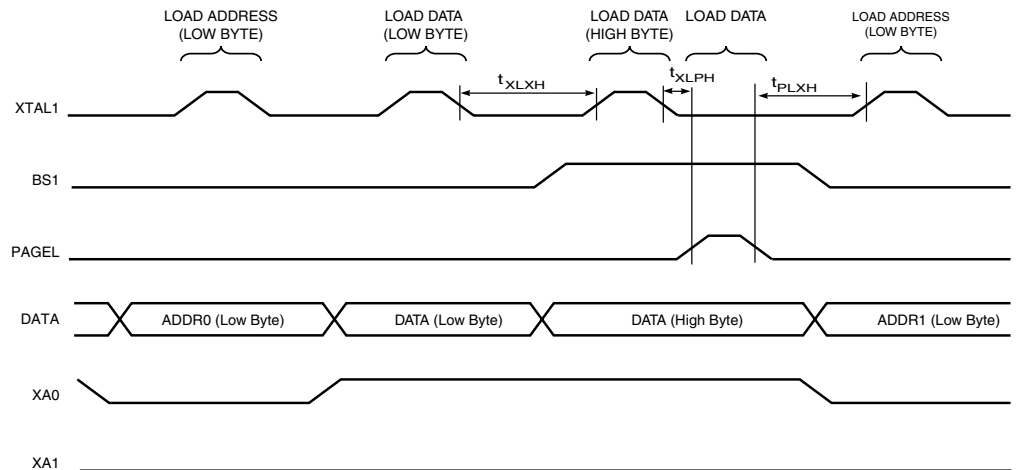 LOAD ADDRESS
(LOW BYTE)
LOAD DATA
(LOW BYTE)
LOAD DATA
(HIGH BYTE)
LOAD DATA
LOAD ADDRESS
(LOW BYTE)
XTAL1
tXLXH
tXLPH
tPLXH
BS1
PAGEL
DATA
ADDR0 (Low Byte)
DATA (Low Byte)
DATA (High Byte)
ADDR1 (Low Byte)
XA0
XA1